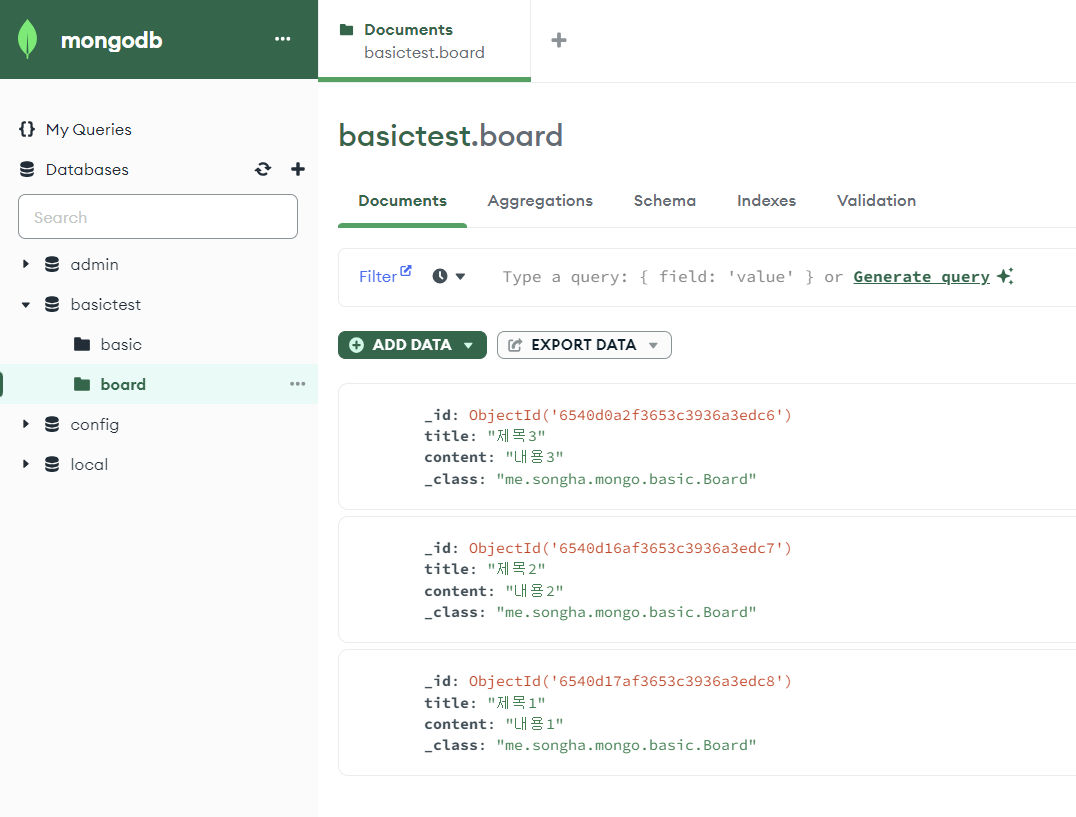 mongodb
Documents
basictest.board
My Queries
Databases
Search
admin
basictest
basic
board
config
local
basictest.board
Documents Aggregations Schema Indexes Validation
Filter Type a query: { field: 'value' } or Generate query
ADD DATA EXPORT DATA
_id: ObjectId('6540d0a2f3653c3936a3edc6')
title: "제목3"
content: "내용3"
_class: "me.songha.mongo.basic.Board"
_id: ObjectId('6540d16af3653c3936a3edc7')
title: "제목2"
content: "내용2"
_class: "me.songha.mongo.basic.Board"
_id: ObjectId('6540d17af3653c3936a3edc8')
title: "제목1"
content: "내용1"
_class: "me.songha.mongo.basic.Board"